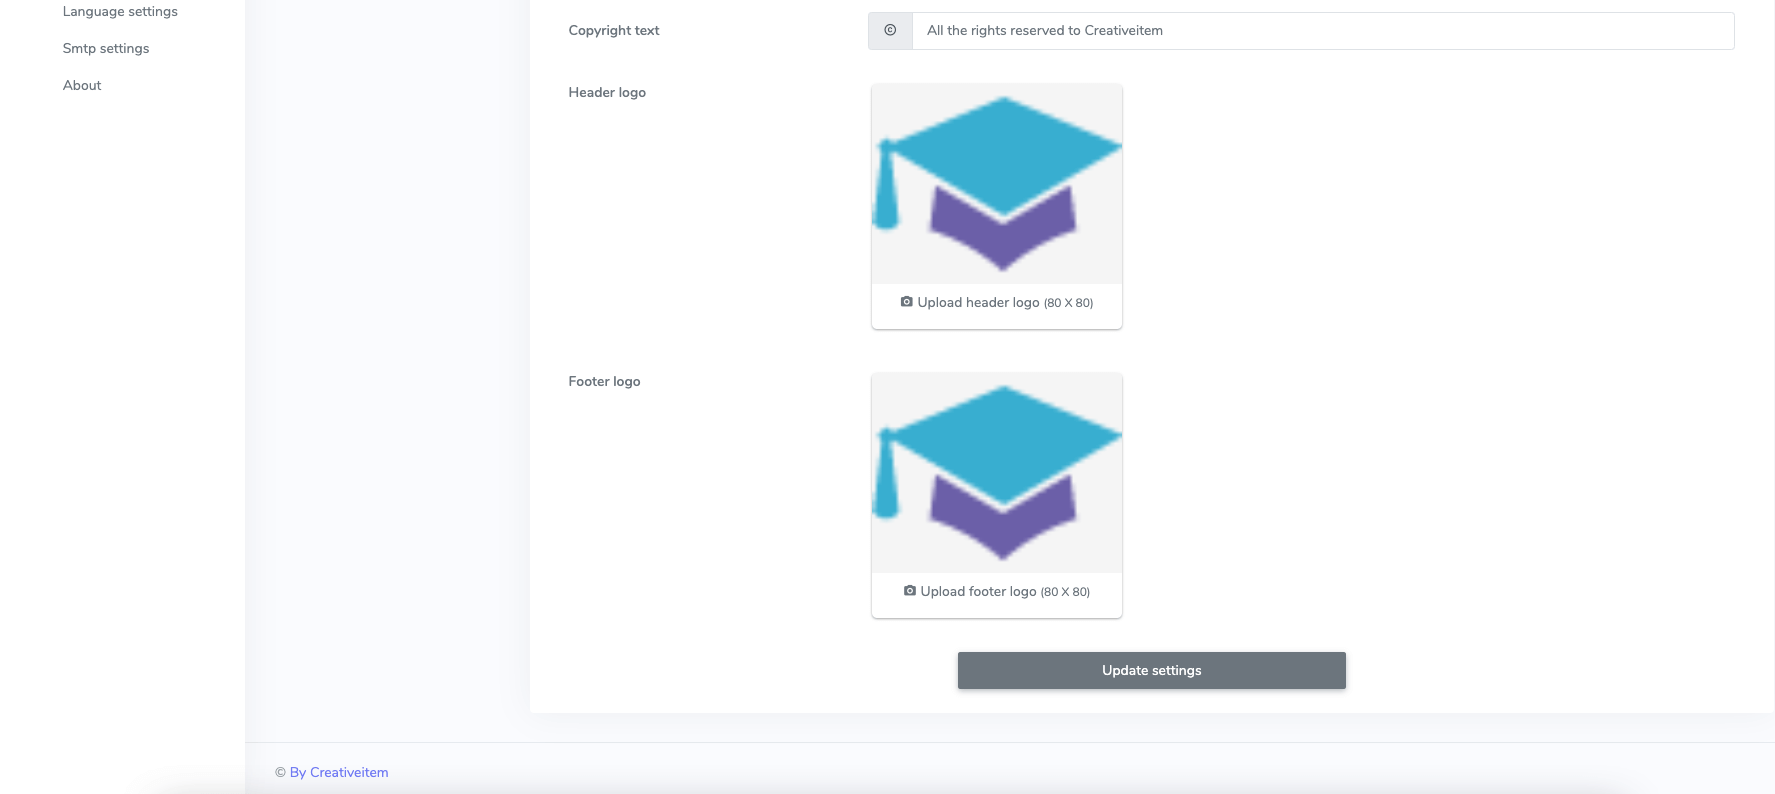 Language settings
Smtp settings
About
Copyright text
© All the rights reserved to Creativeitem
Header logo
Upload header logo (80 X 80)
Footer logo
Upload footer logo (80 X 80)
Update settings
© By Creativeitem